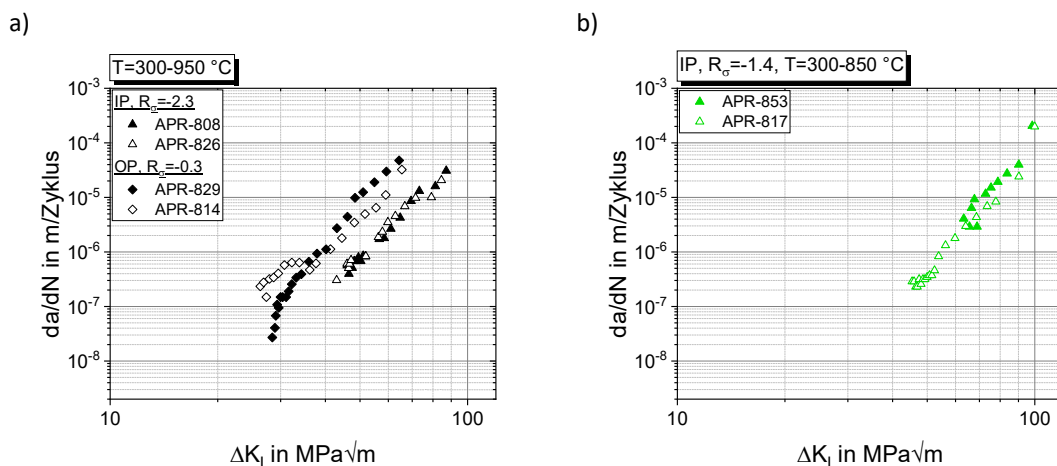 a)
T=300-950 °C
IP, Rσ=-2.3
APR-808
APR-826
OP, Rσ=-0.3
APR-829
APR-814
10⁻³
10⁻⁴
10⁻⁵
10⁻⁶
10⁻⁷
10⁻⁸
da/dN in m/Zyklus
10
100
ΔK_I in MPa√m
b)
IP, Rσ=-1.4, T=300-850 °C
APR-853
APR-817
10⁻³
10⁻⁴
10⁻⁵
10⁻⁶
10⁻⁷
10⁻⁸
da/dN in m/Zyklus
10
100
ΔK_I in MPa√m